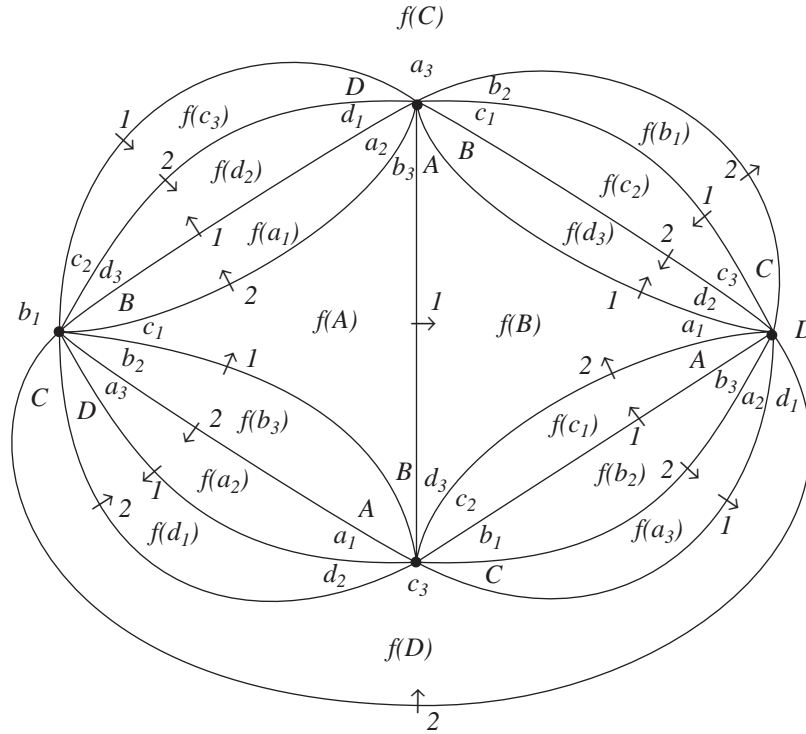 f(C)
a₃
D b₂
1 f(c₃) d₁ c₁ f(b₁)
2 a₂ A B 2
f(d₂) b₃ f(c₂) 1
1 f(a₁) f(d₃) 2
c₂ d₃ c₃ C
B 2 1 d₂
b₁ c₁ f(A) 1 f(B) a₁ D
b₂ 1 2 A
C a₃ b₃
D a₂ d₁
2 f(b₃) f(c₁) 1
B d₃
1 f(a₂) c₂ f(b₂) 2
2 A
f(d₁) a₁ b₁ f(a₃) 1
d₂ c₃ C
f(D)
2